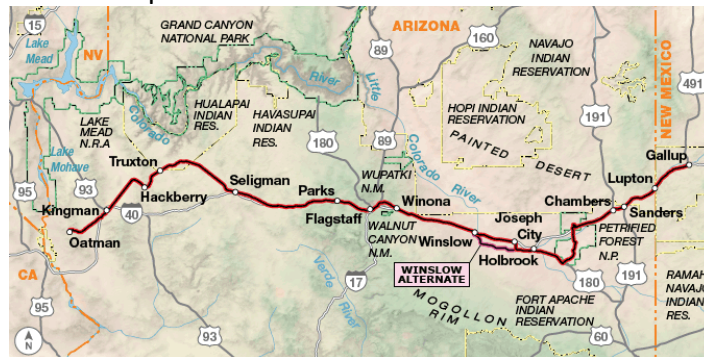 GRAND CANYON
NATIONAL PARK
ARIZONA
15
NV
Lake
Mead
89
160
NAVAJO
INDIAN
RESERVATION
NEW MEXICO
491
River
Little
HUALAPAI
INDIAN
RES.
HAVASUPAI
INDIAN
RES.
HOPI INDIAN
RESERVATION
191
LAKE
MEAD
N.R.A
Colorado
180
89
Colorado
River
PAINTED DESERT
Lake
Mohave
Truxton
WUPATKI
N.M.
Gallup
95
93
Hackberry
Seligman
Parks
Winona
Chambers
Lupton
Kingman
40
Oatman
Flagstaff
WALNUT
CANYON
N.M.
Winslow
Joseph
City
Holbrook
Sanders
PETRIFIED
FOREST
N.P.
CA
WINSLOW
ALTERNATE
Verde
River
17
180
191
RAMAH
NAVAJO
INDIAN
RES.
95
93
MOGOLLON
RIM
FORT APACHE
INDIAN
RESERVATION
60
N